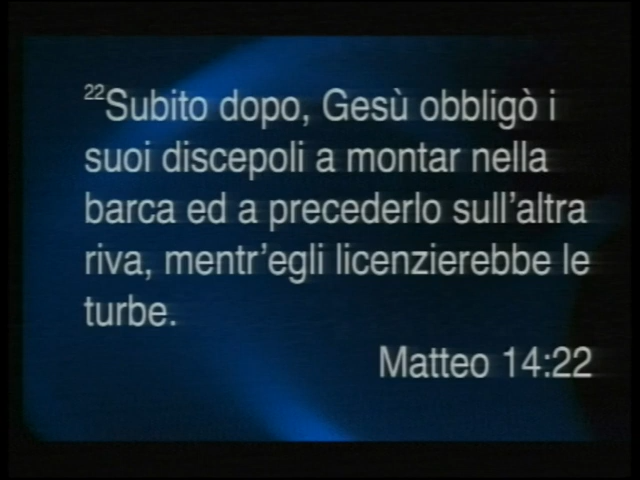 22Subito dopo, Gesù obbligò i
suoi discepoli a montar nella
barca ed a precederlo sull'altra
riva, mentr'egli licenzierebbe le
turbe.
Matteo 14:22